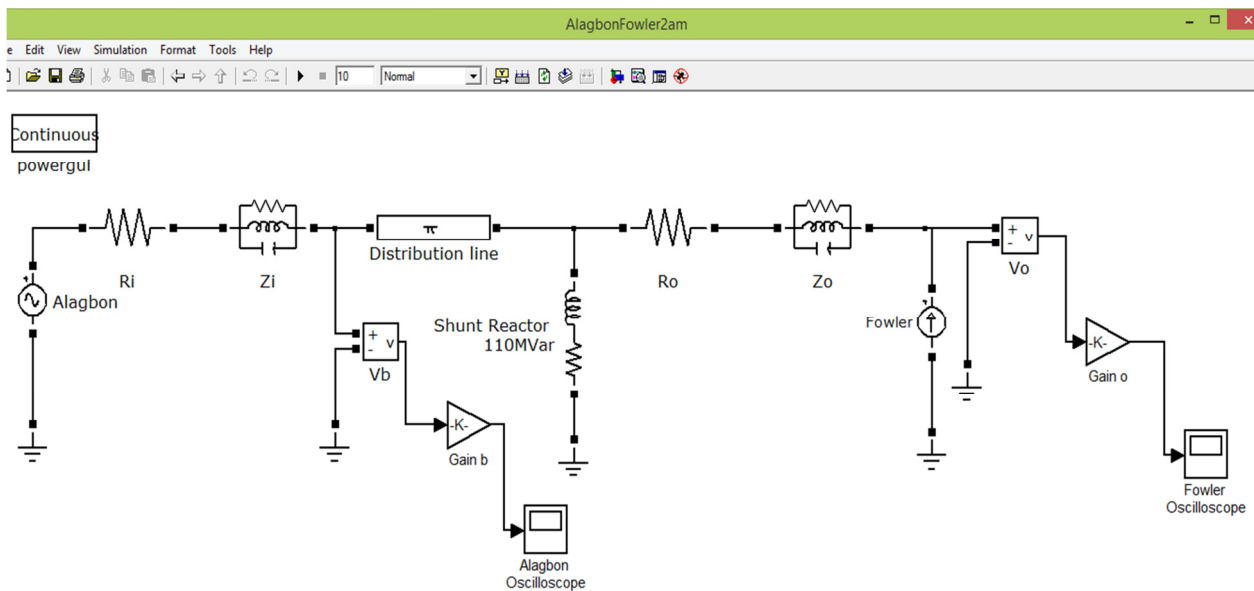 AlagbonFowler2am
e Edit View Simulation Format Tools Help
10 Normal
Continuous
powergui
Ri
Zi
π
Distribution line
Ro
Zo
+
-
v
Vo
Alagbon
Shunt Reactor
110MVar
Fowler
+
-
v
Vb
-K-
Gain o
-K-
Gain b
Fowler
Oscilloscope
Alagbon
Oscilloscope